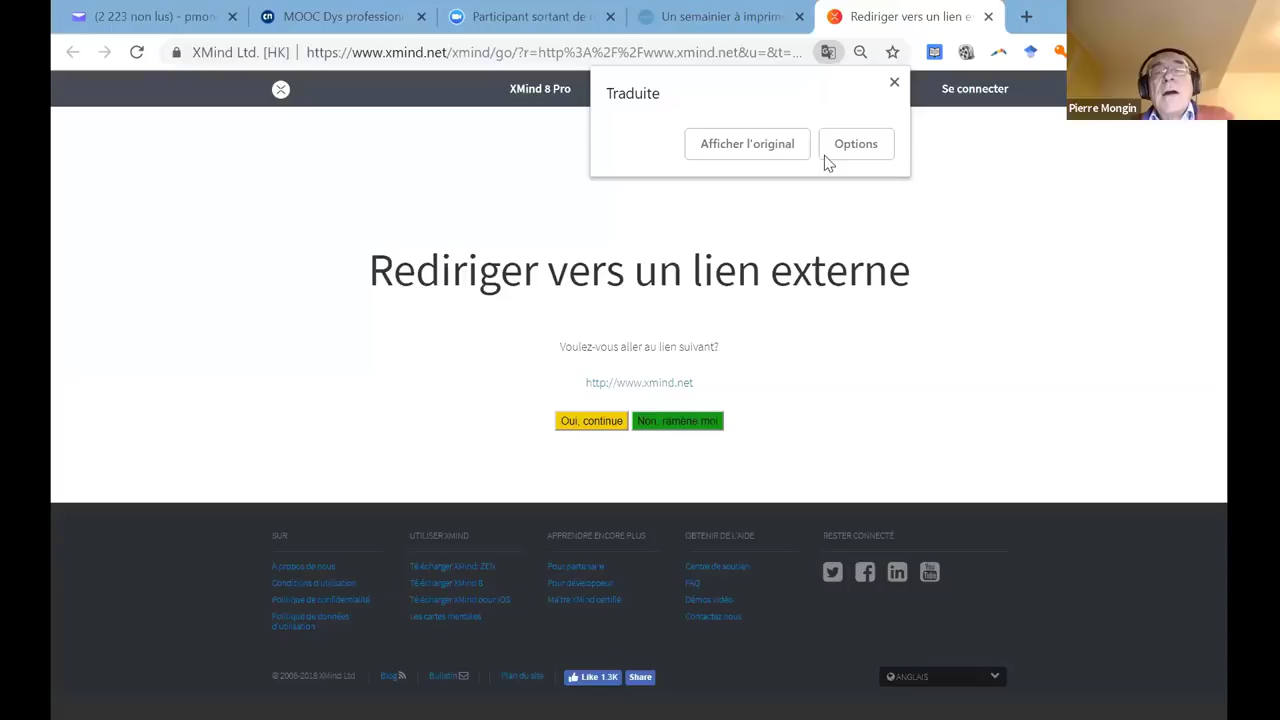 (2 223 non lus) - pmon
MOOC Dys profession
Participant sortant de r
Un semainier à imprime
Rediriger vers un lien e
XMind Ltd. [HK]
https://www.xmind.net/xmind/go/?r=http%3A%2F%2Fwww.xmind.net&u=&t=...
Pierre Mongin
XMind 8 Pro
Se connecter
Traduite
Afficher l'original
Options
Rediriger vers un lien externe
Voulez-vous aller au lien suivant?
http://www.xmind.net
Oui, continue
Non, ramène moi
SUR
À propos de nous
Conditions d'utilisation
Politique de confidentialité
Politique de données
d'utilisation
UTILISER XMIND
Télécharger XMind: ZEN
Télécharger XMind 8
Télécharger XMind pour iOS
Les cartes mentales
APPRENDRE ENCORE PLUS
Pour partenaire
Pour développeur
Maître XMind certifié
OBTENIR DE L'AIDE
Centre de soutien
FAQ
Démos vidéo
Contactez nous
RESTER CONNECTÉ
You Tube
© 2006-2018 XMind Ltd
Blog
Bulletin
Plan du site
Like 1.3K
Share
ANGLAIS